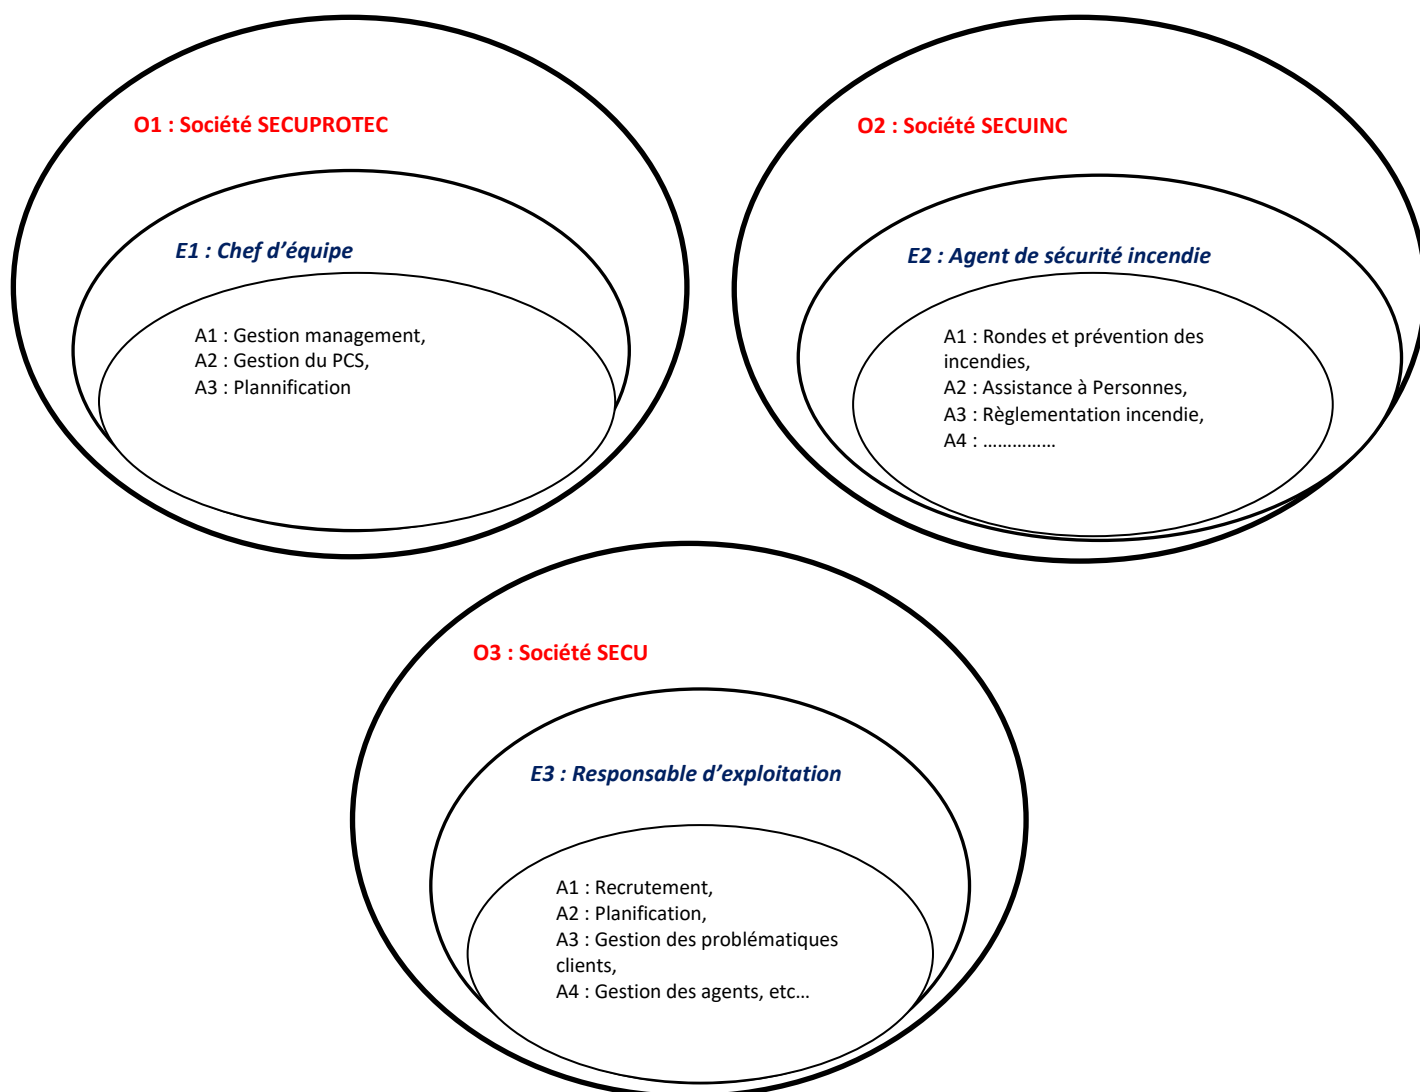 O1 : Société SECUPROTEC
E1 : Chef d’équipe
A1 : Gestion management,
A2 : Gestion du PCS,
A3 : Plannification
O2 : Société SECUINC
E2 : Agent de sécurité incendie
A1 : Rondes et prévention des
incendies,
A2 : Assistance à Personnes,
A3 : Règlementation incendie,
A4 : ……………
O3 : Société SECU
E3 : Responsable d’exploitation
A1 : Recrutement,
A2 : Planification,
A3 : Gestion des problématiques
clients,
A4 : Gestion des agents, etc…